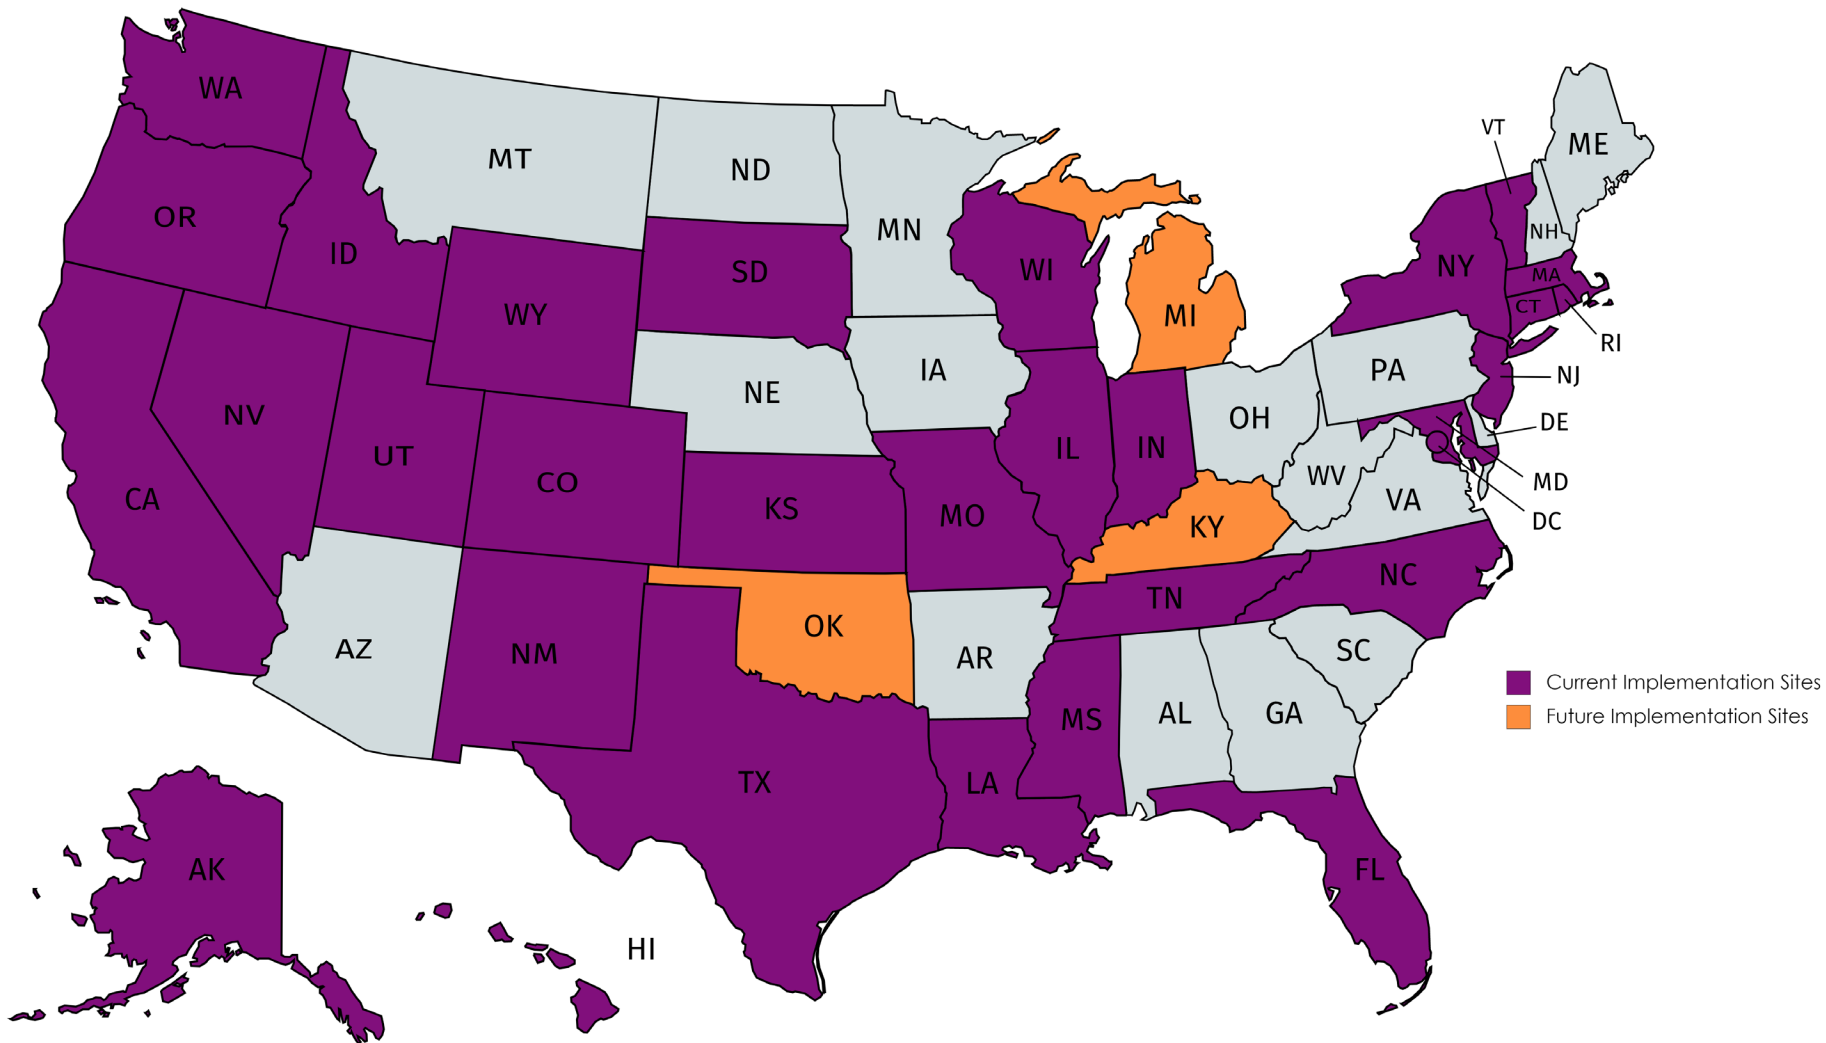 VT
WA
ME
MT
ND
OR
MN
NH
ID
NY
WI
SD
MA
CT
WY
MI
RI
IA
PA
NJ
NE
NV
OH
DE
UT
IL
IN
WV
MD
CO
CA
VA
KS
MO
DC
KY
NC
TN
OK
AZ
NM
AR
SC
Current Implementation Sites
MS
AL
GA
Future Implementation Sites
TX
LA
AK
FL
HI